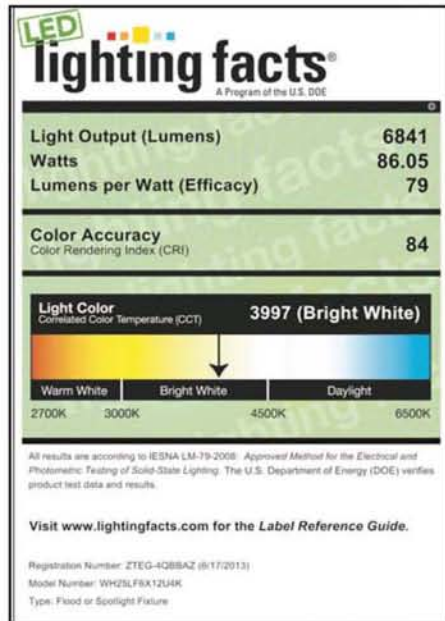 LED
lighting facts®
A Program of the U.S. DOE
Light Output (Lumens) 6841
Watts 86.05
Lumens per Watt (Efficacy) 79
Color Accuracy 84
Color Rendering Index (CRI)
Light Color 3997 (Bright White)
Correlated Color Temperature (CCT)
Warm White Bright White Daylight
2700K 3000K 4500K 6500K
All results are according to IESNA LM-79-2008: Approved Method for the Electrical and
Photometric Testing of Solid-State Lighting. The U.S. Department of Energy (DOE) verifies
product test data and results.
Visit www.lightingfacts.com for the Label Reference Guide.
Registration Number: ZTEG-4QBBAZ (6/17/2013)
Model Number: WH25LF6X12U4K
Type: Flood or Spotlight Fixture